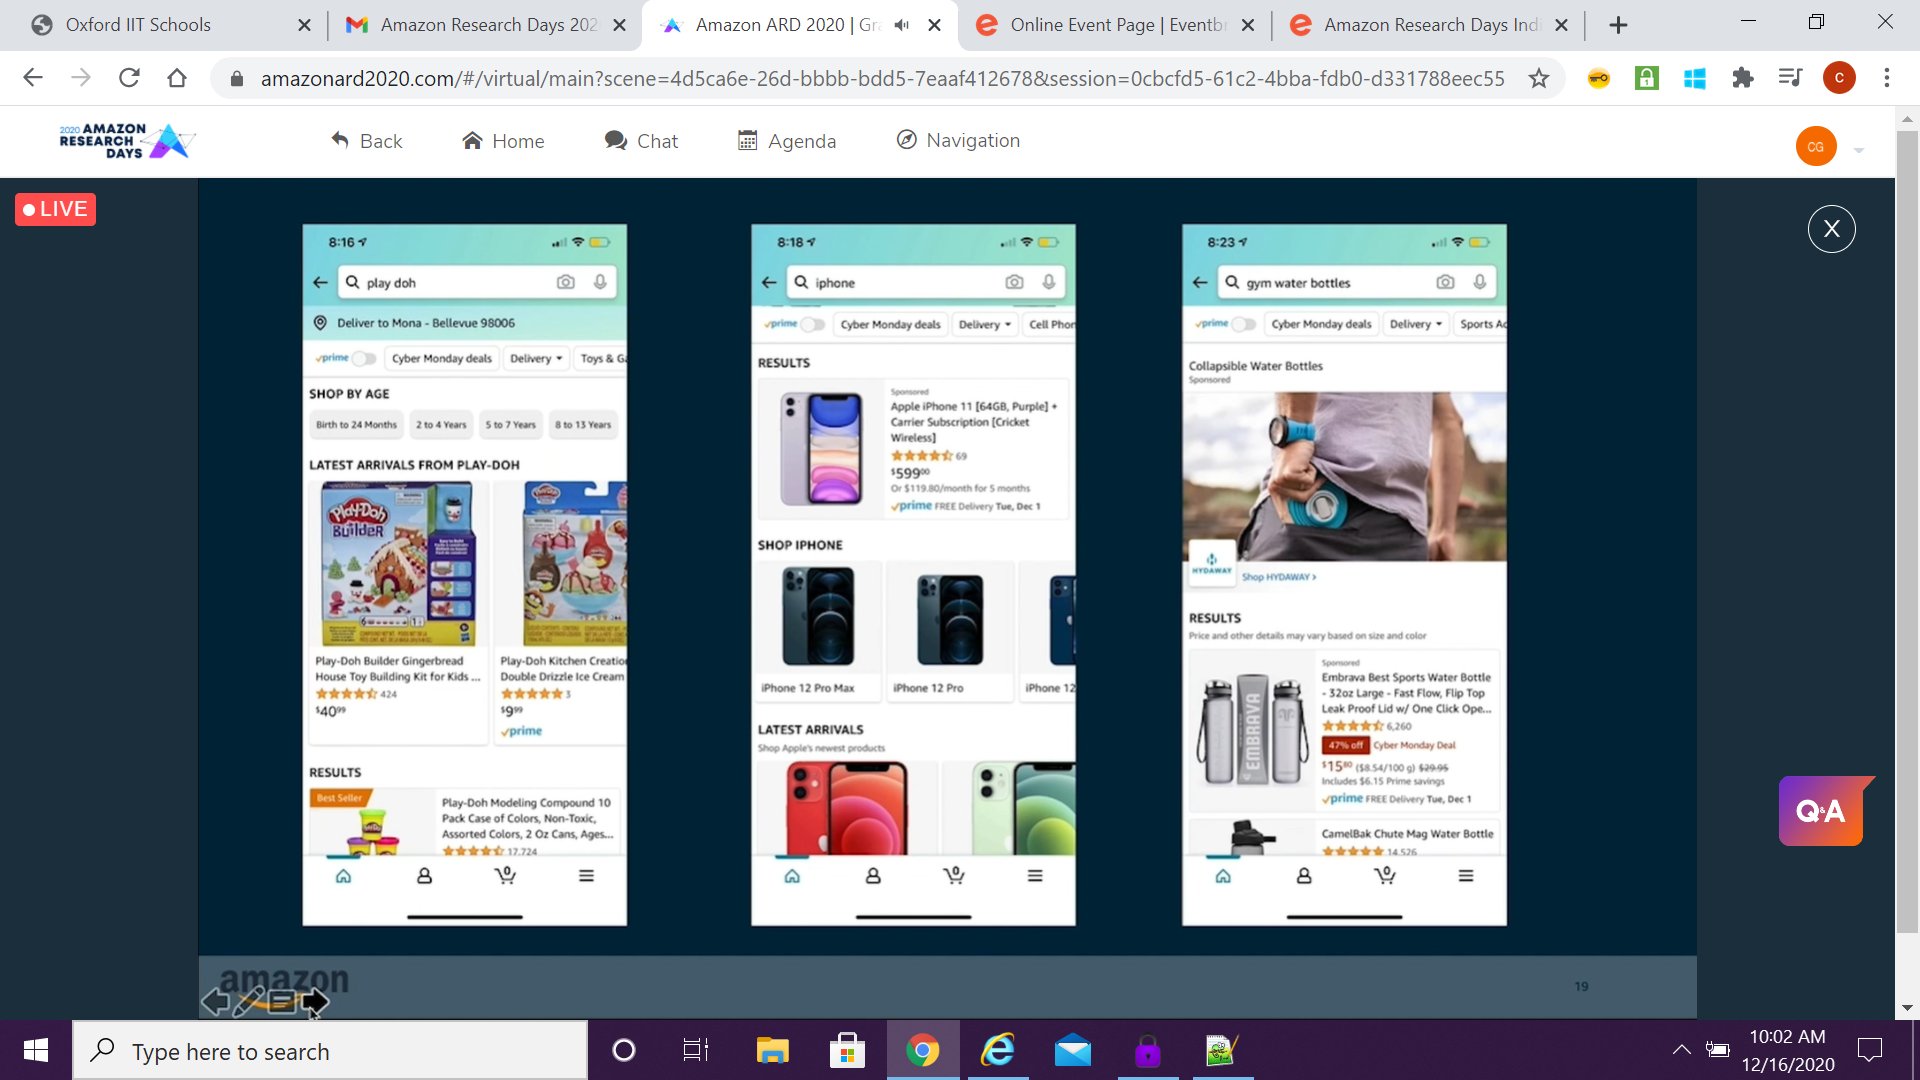 Oxford IIT Schools
Amazon Research Days 202
Amazon ARD 2020 | Gra
Online Event Page | Eventbr
Amazon Research Days Indi
amazonard2020.com/#/virtual/main?scene=4d5ca6e-26d-bbbb-bdd5-7eaaf412678&session=0cbcfd5-61c2-4bba-fdb0-d331788eec55
C
2020 AMAZON
RESEARCH
DAYS
Back
Home
Chat
Agenda
Navigation
CG
LIVE
X
8:16
play doh
Deliver to Mona - Bellevue 98006
prime
Cyber Monday deals
Delivery
Toys & Ga
SHOP BY AGE
Birth to 24 Months
2 to 4 Years
5 to 7 Years
8 to 13 Years
LATEST ARRIVALS FROM PLAY-DOH
Play-Doh
BUiLDER
Play-Doh Builder Gingerbread
House Toy Building Kit for Kids ...
424
$4099
Play-Doh Kitchen Creation
Double Drizzle Ice Cream
3
$999
prime
RESULTS
Best Seller
Play-Doh Modeling Compound 10
Pack Case of Colors, Non-Toxic,
Assorted Colors, 2 Oz Cans, Ages...
17,724
0
8:18
iphone
prime
Cyber Monday deals
Delivery
Cell Phon
RESULTS
Sponsored
Apple iPhone 11 [64GB, Purple] +
Carrier Subscription [Cricket
Wireless]
69
$59900
Or $119.80/month for 5 months
prime FREE Delivery Tue, Dec 1
SHOP IPHONE
iPhone 12 Pro Max
iPhone 12 Pro
iPhone 12
LATEST ARRIVALS
Shop Apple's newest products
0
8:23
gym water bottles
prime
Cyber Monday deals
Delivery
Sports Ac
Collapsible Water Bottles
Sponsored
HYDAWAY
Shop HYDAWAY
RESULTS
Price and other details may vary based on size and color
EMBRAVA
Sponsored
Embrava Best Sports Water Bottle
- 32oz Large - Fast Flow, Flip Top
Leak Proof Lid w/ One Click Ope...
6,260
47% off Cyber Monday Deal
$1580 ($8.54/100 g) $29.95
Includes $6.15 Prime savings
prime FREE Delivery Tue, Dec 1
CamelBak Chute Mag Water Bottle
14,526
0
Q&A
amazon
19
Type here to search
10:02 AM
12/16/2020